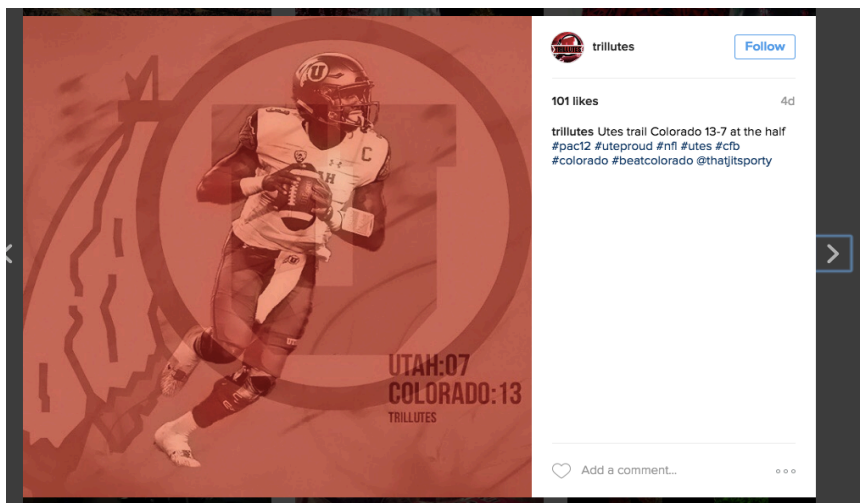 trillutes
Follow
101 likes
4d
trillutes Utes trail Colorado 13-7 at the half
#pac12 #uteproud #nfl #utes #cfb
#colorado #beatcolorado @thatjitsporty
U
C
UTAH:07
COLORADO:13
TRILLUTES
Add a comment...